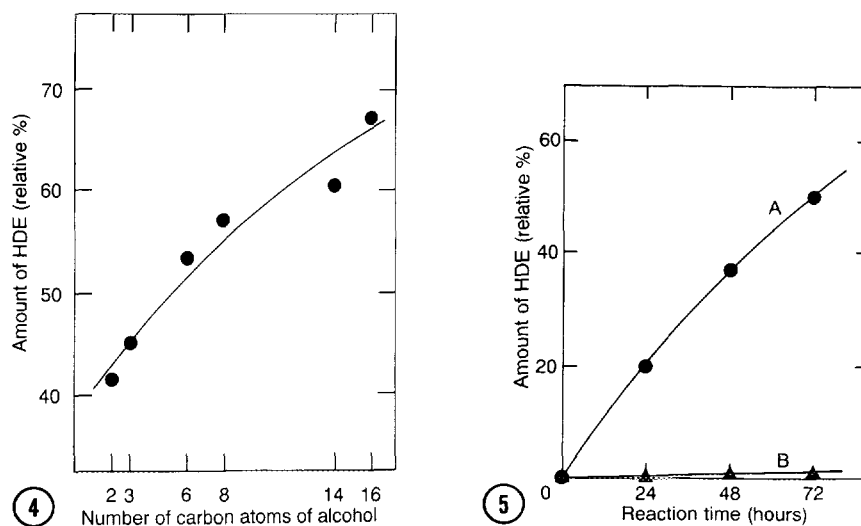 Amount of HDE (relative %)
70
60
50
40
2 3 6 8 14 16
Number of carbon atoms of alcohol
4
Amount of HDE (relative %)
60
40
20
0
A
B
24 48 72
Reaction time (hours)
5